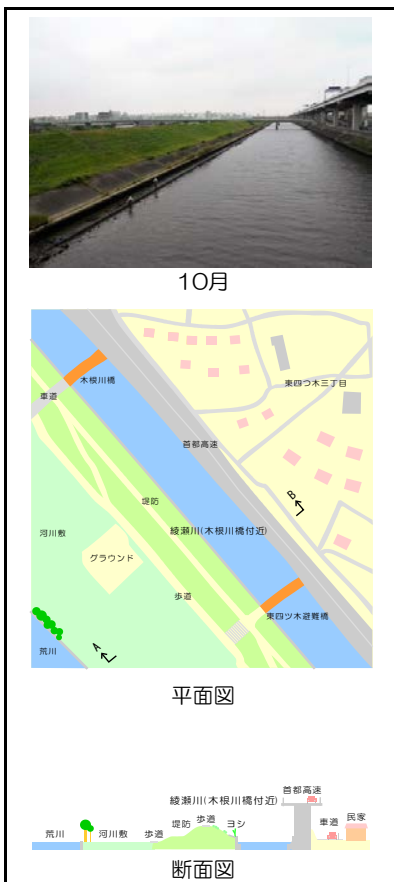 10月
東四つ木三丁目
木根川橋
車道
首都高速
堤防
綾瀬川(木根川橋付近)
河川敷
グラウンド
歩道
東四ツ木避難橋
荒川
A
B
平面図
首都高速
綾瀬川(木根川橋付近)
歩道
堤防
ヨシ
車道
民家
荒川
河川敷
歩道
断面図